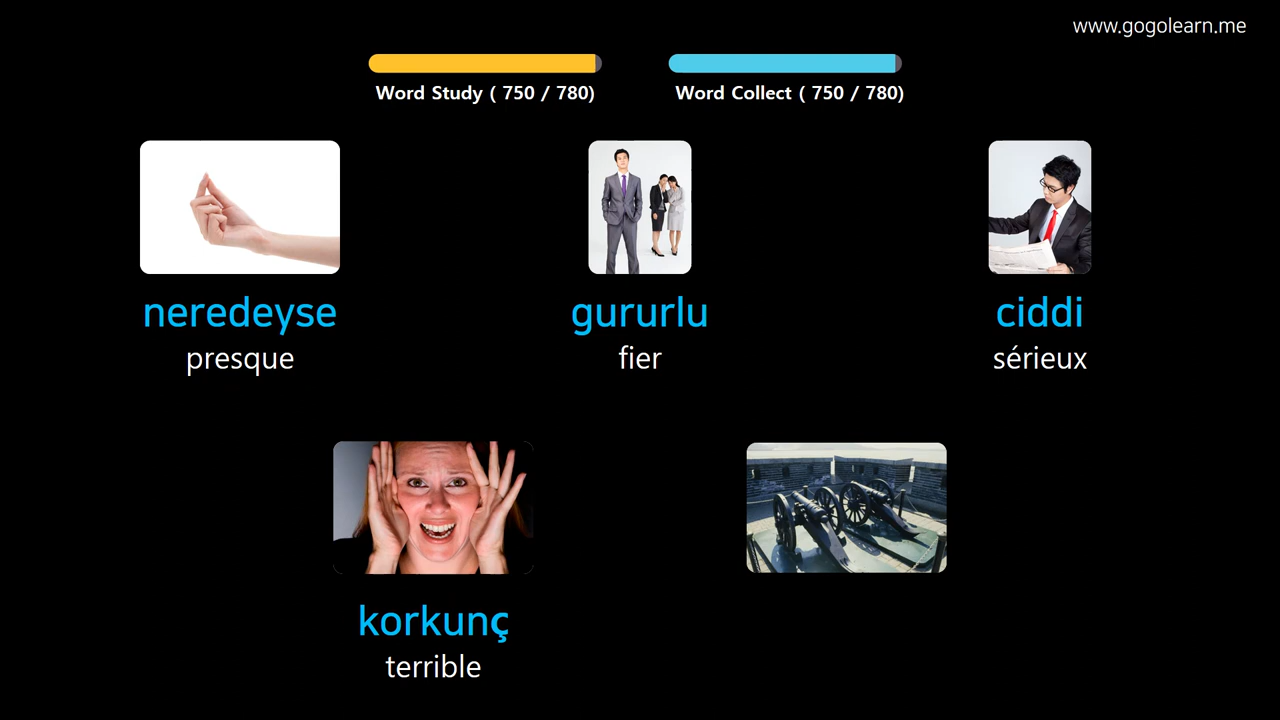 www.gogolearn.me
Word Study ( 750 / 780)
Word Collect ( 750 / 780)
neredeyse
presque
gururlu
fier
ciddi
sérieux
korkunç
terrible